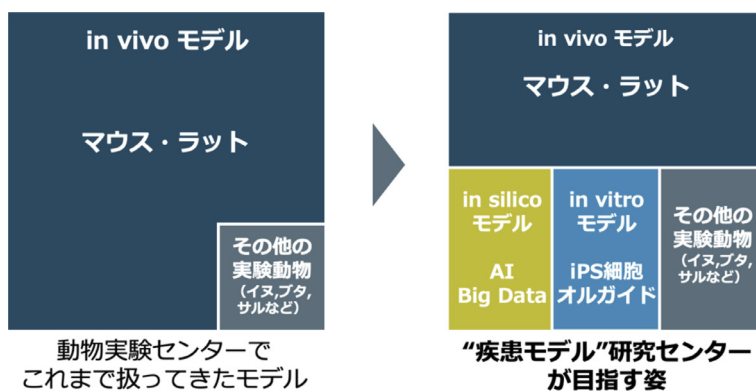 in vivo モデル
マウス・ラット
その他の
実験動物
（イヌ,ブタ,
サルなど）
動物実験センターで
これまで扱ってきたモデル
in vivo モデル
マウス・ラット
in silico
モデル
AI
Big Data
in vitro
モデル
iPS細胞
オルガイド
その他の
実験動物
（イヌ,ブタ,
サルなど）
“疾患モデル”研究センター
が目指す姿